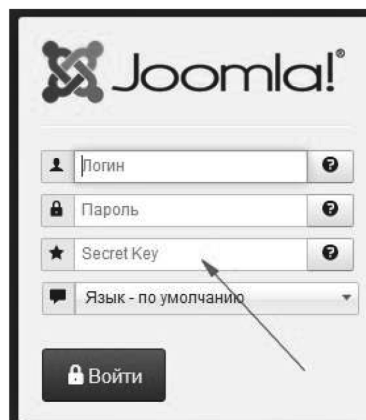 Joomla!®
Логин
Пароль
Secret Key
Язык - по умолчанию
Войти